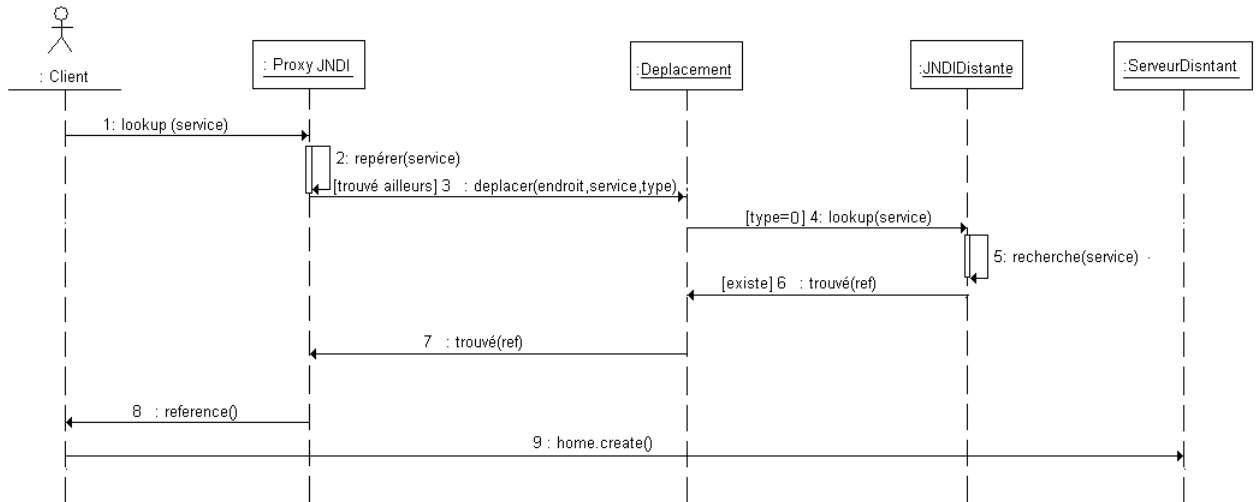 : Client
: Proxy JNDI
:Deplacement
:JNDIDistante
:ServeurDisntant
1: lookup (service)
2: repérer(service)
[trouvé ailleurs] 3 : deplacer(endroit,service,type)
[type=0] 4: lookup(service)
5: recherche(service)
[existe] 6 : trouvé(ref)
7 : trouvé(ref)
8 : reference()
9 : home.create()